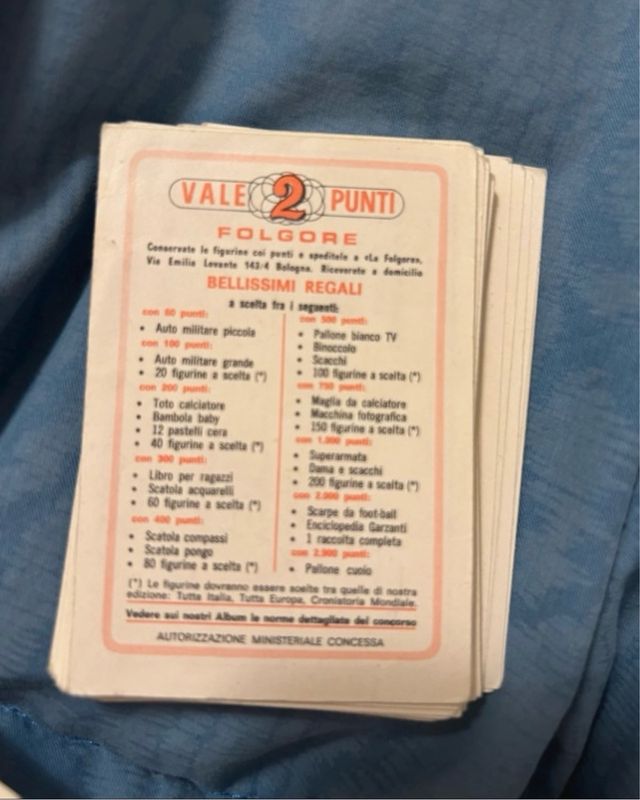 VALE 2 PUNTI
FOLGORE
Conservate le figurine coi punti e speditele a «La Folgore»,
Via Emilia Levante 143/4 Bologna. Riceverete a domicilio
BELLISSIMI REGALI
a scelta fra i seguenti:
con 60 punti:
• Auto militare piccola
con 100 punti:
• Auto militare grande
• 20 figurine a scelta (*)
con 200 punti:
• Toto calciatore
• Bambola baby
• 12 pastelli cera
• 40 figurine a scelta (*)
con 300 punti:
• Libro per ragazzi
• Scatola acquarelli
• 60 figurine a scelta (*)
con 400 punti:
• Scatola compassi
• Scatola pongo
• 80 figurine a scelta (*)
con 500 punti:
• Pallone bianco TV
• Binoccolo
• Scacchi
• 100 figurine a scelta (*)
con 750 punti:
• Maglia da calciatore
• Macchina fotografica
• 150 figurine a scelta (*)
con 1.000 punti:
• Superarmata
• Dama e scacchi
• 200 figurine a scelta (*)
con 2.000 punti:
• Scarpe da foot-ball
• Enciclopedia Garzanti
• 1 raccolta completa
con 2.500 punti:
• Pallone cuoio
(*) Le figurine dovranno essere scelte tra quelle di nostra
edizione: Tutta Italia, Tutta Europa, Cronistoria Mondiale.
Vedere sui nostri Album le norme dettagliate del concorso
AUTORIZZAZIONE MINISTERIALE CONCESSA